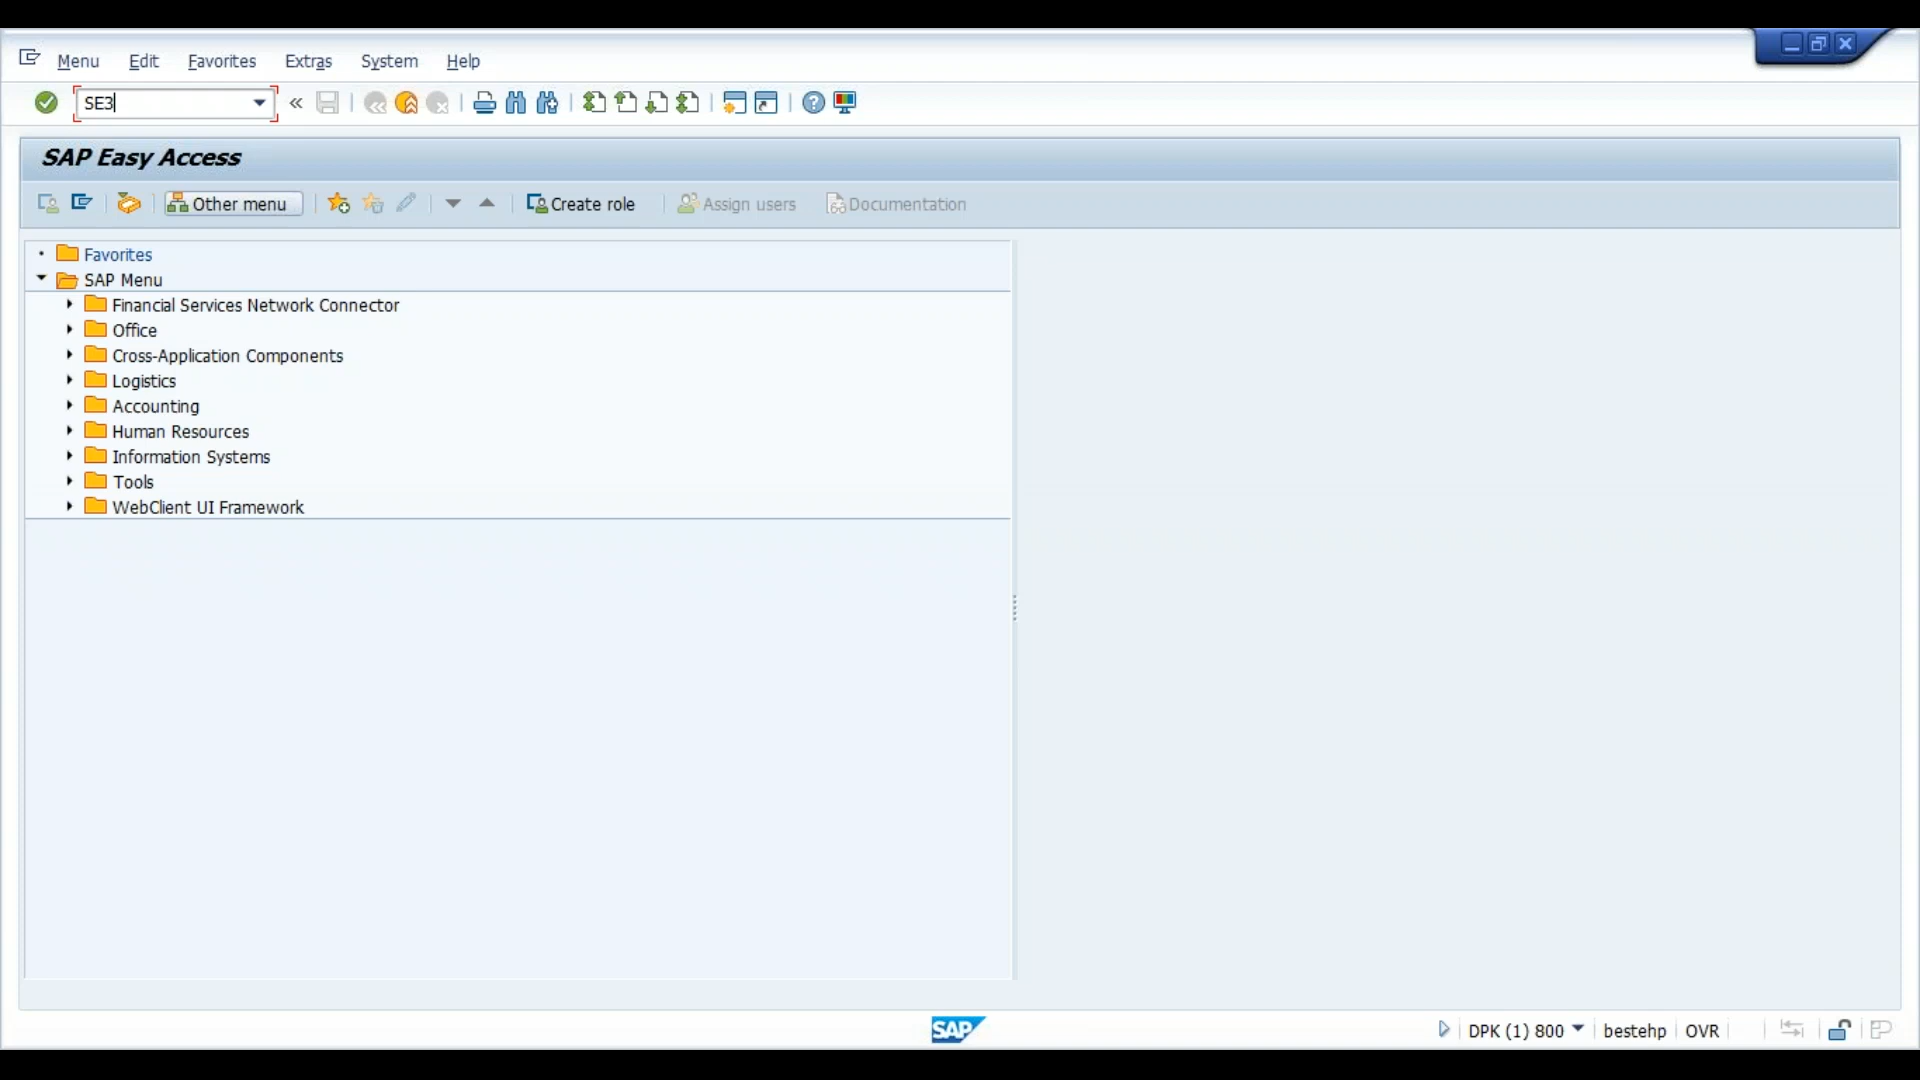 Menu Edit Favorites Extras System Help
SE3
SAP Easy Access
Other menu Create role Assign users Documentation
Favorites
SAP Menu
Financial Services Network Connector
Office
Cross-Application Components
Logistics
Accounting
Human Resources
Information Systems
Tools
WebClient UI Framework
SAP DPK (1) 800 bestehp OVR